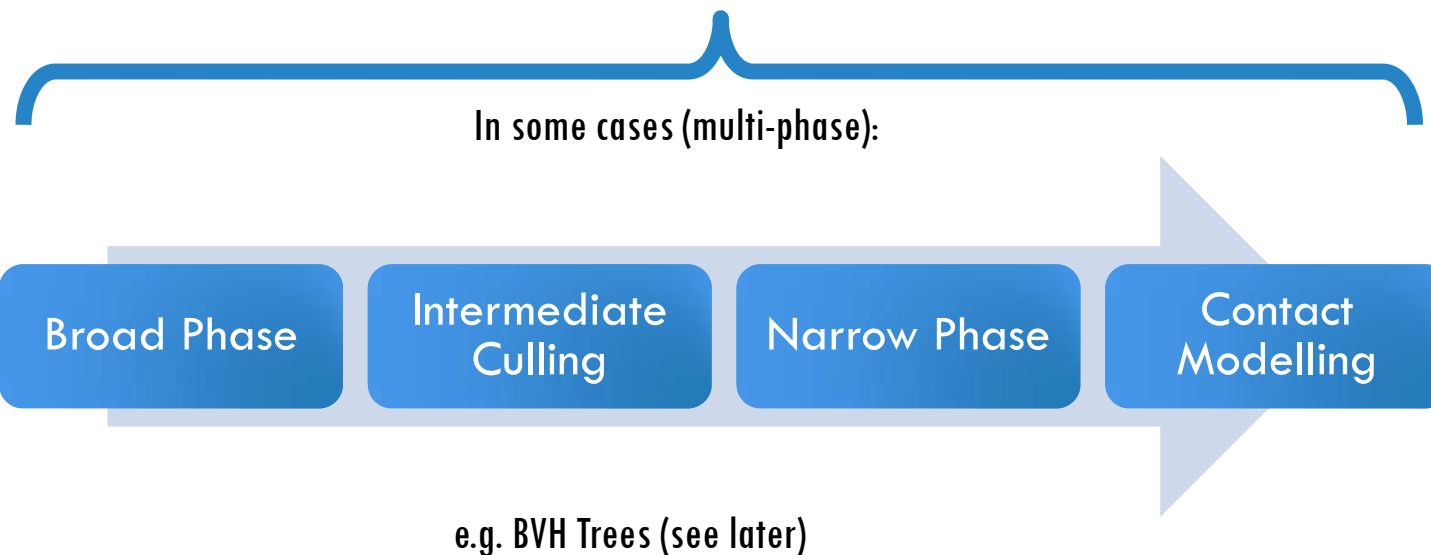 In some cases (multi-phase):
Broad Phase
Intermediate
Culling
Narrow Phase
Contact
Modelling
e.g. BVH Trees (see later)